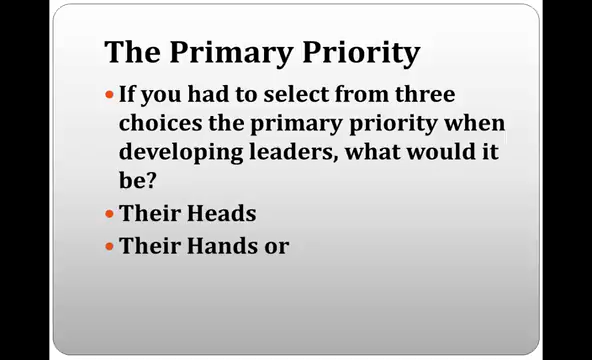 The Primary Priority
• If you had to select from three
choices the primary priority when
developing leaders, what would it
be?
• Their Heads
• Their Hands or